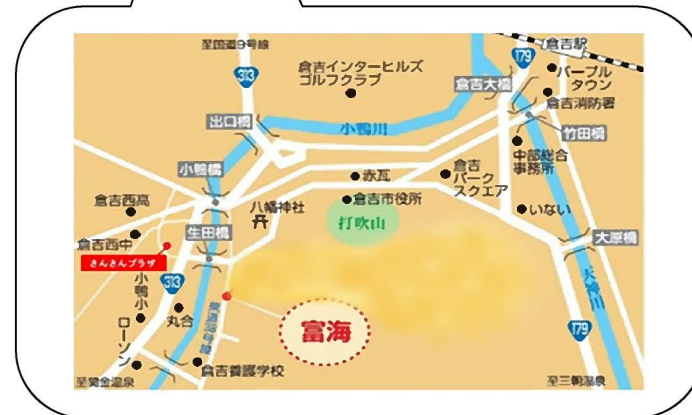 至国道9号線
313
倉吉インターヒルズ
ゴルフクラブ
179
倉吉駅
パープル
タウン
倉吉大橋
倉吉消防署
出口橋
小鴨川
竹田橋
中部総合
事務所
小鴨橋
赤瓦
倉吉
パーク
スクエア
倉吉西高
八幡神社
倉吉市役所
打吹山
いない
生田橋
大原橋
倉吉西中
きんさんプラザ
313
小鴨小
天神川
丸合
ローソン
富海
179
倉吉養護学校
至関金温泉
至三朝温泉